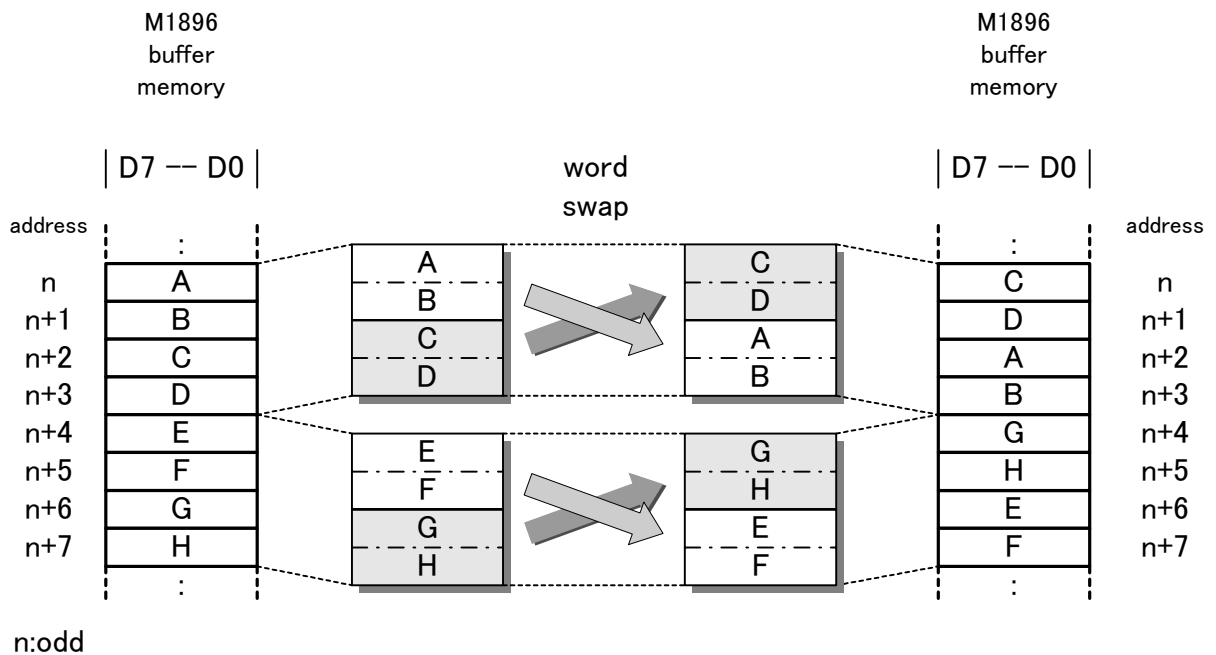 M1896
buffer
memory
M1896
buffer
memory
D7 -- D0
word
swap
D7 -- D0
address
address
:
:
n
A
A
C
C
n
n+1
B
B
D
D
n+1
n+2
C
C
A
A
n+2
n+3
D
D
B
B
n+3
n+4
E
E
G
G
n+4
n+5
F
F
H
H
n+5
n+6
G
G
E
E
n+6
n+7
H
H
F
F
n+7
:
:
n:odd